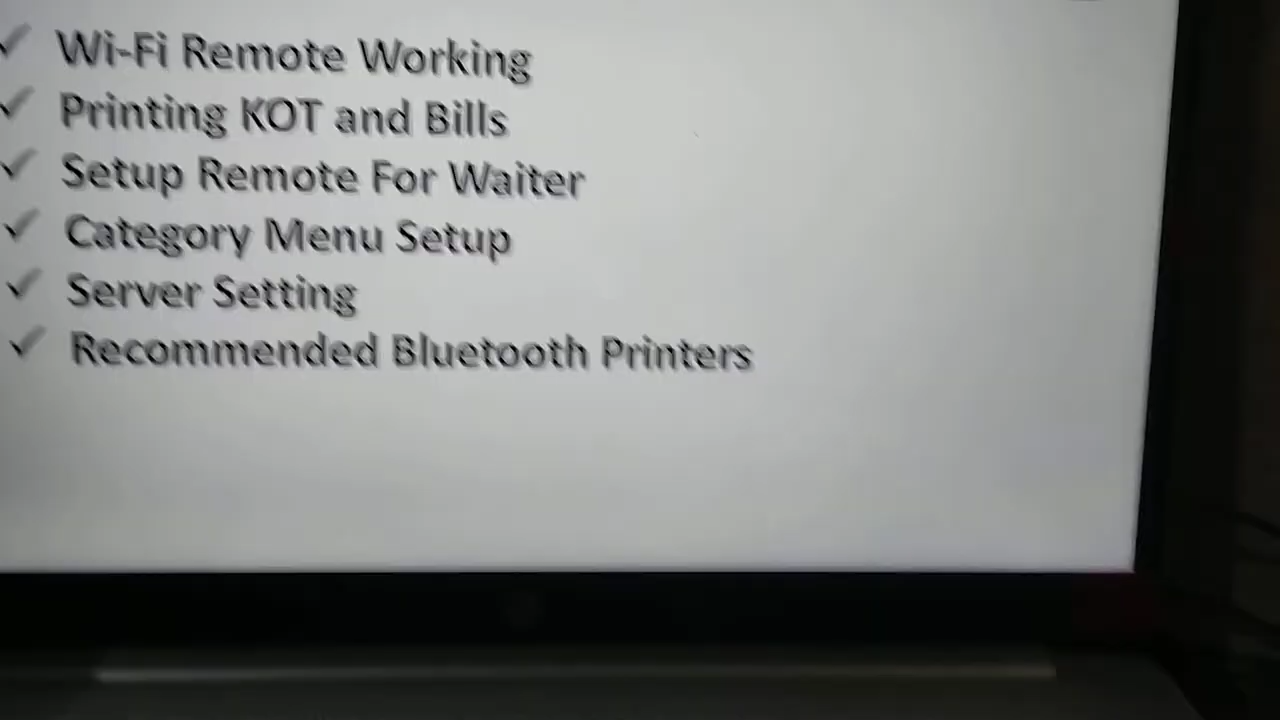 Wi-Fi Remote Working
Printing KOT and Bills
Setup Remote For Waiter
Category Menu Setup
Server Setting
Recommended Bluetooth Printers